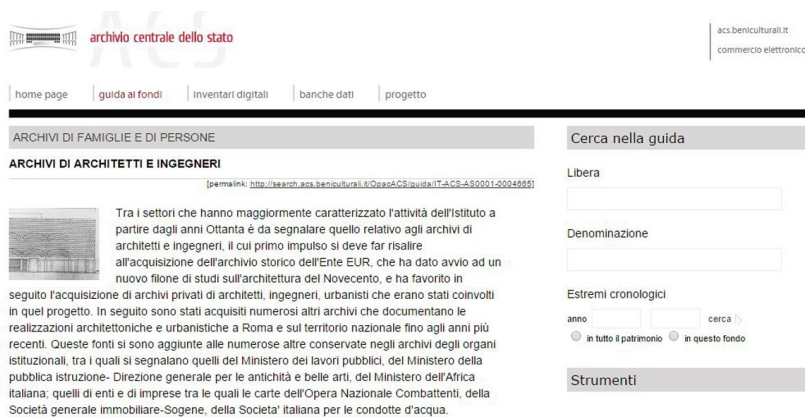 archivio centrale dello stato
acs.beniculturali.it
commercio elettronico
home page
guida ai fondi
inventari digitali
banche dati
progetto
ARCHIVI DI FAMIGLIE E DI PERSONE
ARCHIVI DI ARCHITETTI E INGEGNERI
[permalink: http://search.acs.beniculturali.it/OpacACS/guida/IT-ACS-AS0001-0004665]
Tra i settori che hanno maggiormente caratterizzato l'attività dell'Istituto a
partire dagli anni Ottanta è da segnalare quello relativo agli archivi di
architetti e ingegneri, il cui primo impulso si deve far risalire
all'acquisizione dell'archivio storico dell'Ente EUR, che ha dato avvio ad un
nuovo filone di studi sull'architettura del Novecento, e ha favorito in
seguito l'acquisizione di archivi privati di architetti, ingegneri, urbanisti che erano stati coinvolti
in quel progetto. In seguito sono stati acquisiti numerosi altri archivi che documentano le
realizzazioni architettoniche e urbanistiche a Roma e sul territorio nazionale fino agli anni più
recenti. Queste fonti si sono aggiunte alle numerose altre conservate negli archivi degli organi
istituzionali, tra i quali si segnalano quelli del Ministero dei lavori pubblici, del Ministero della
pubblica istruzione- Direzione generale per le antichità e belle arti, del Ministero dell'Africa
italiana; quelli di enti e di imprese tra le quali le carte dell'Opera Nazionale Combattenti, della
Società generale immobiliare-Sogene, della Societa' italiana per le condotte d'acqua.
Cerca nella guida
Libera
Denominazione
Estremi cronologici
anno cerca
in tutto il patrimonio in questo fondo
Strumenti